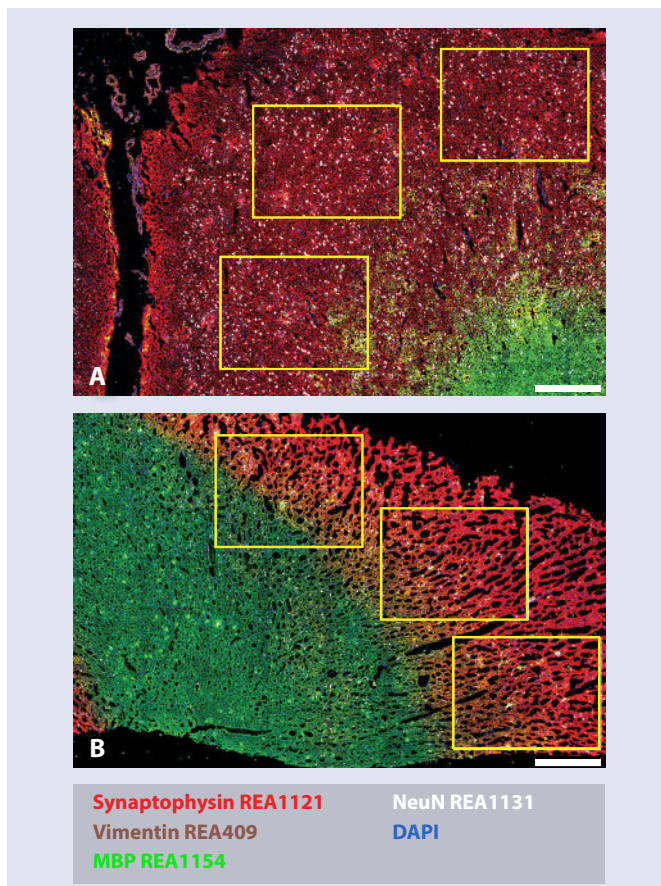 A
B
Synaptophysin REA1121
NeuN REA1131
Vimentin REA409
DAPI
MBP REA1154